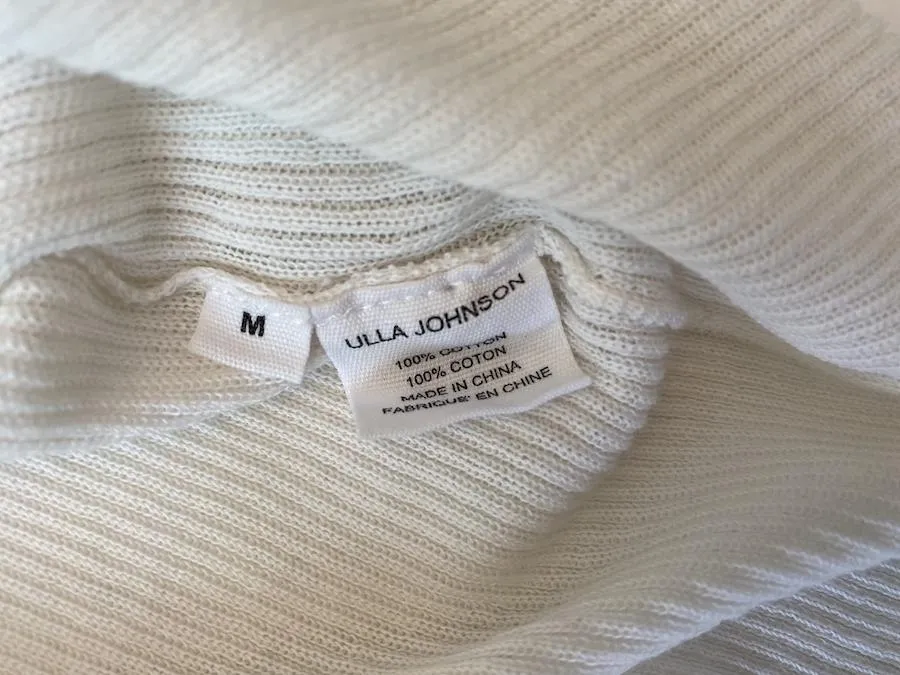 M
ULLA JOHNSON
100% COTTON
100% COTON
MADE IN CHINA
FABRIQUE' EN CHINE